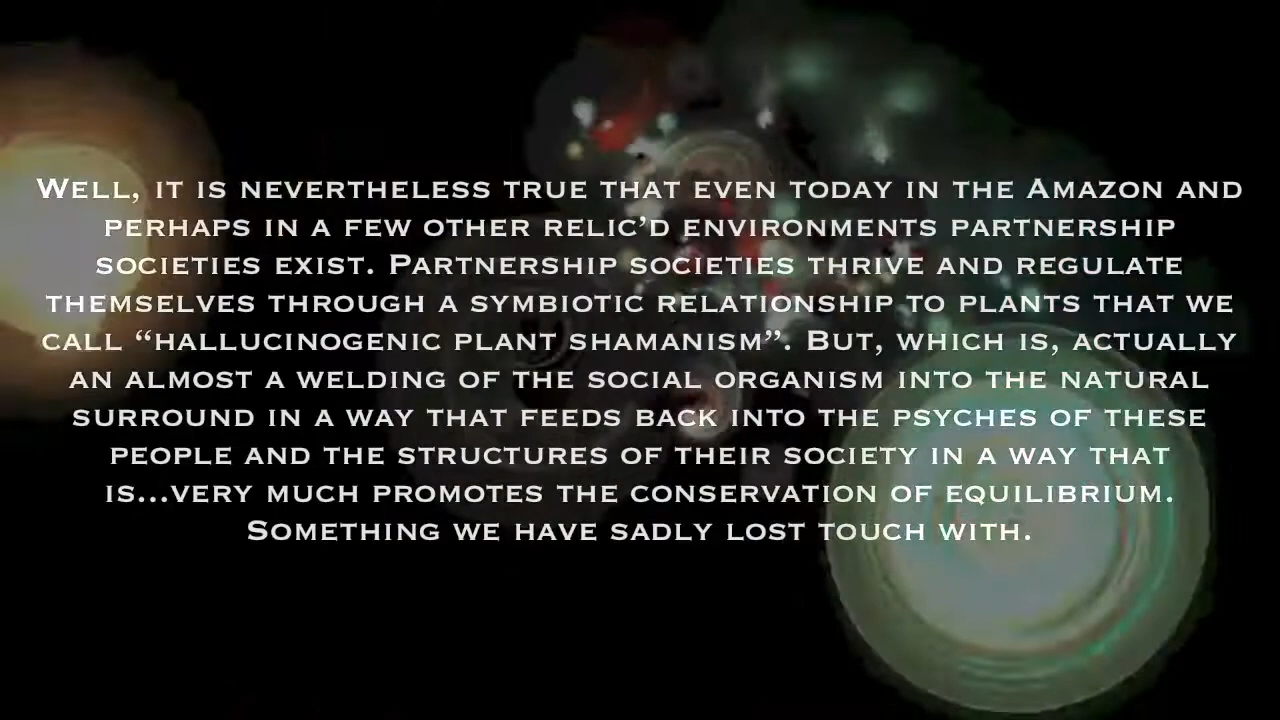 Well, it is nevertheless true that even today in the Amazon and
perhaps in a few other relic’d environments partnership
societies exist. Partnership societies thrive and regulate
themselves through a symbiotic relationship to plants that we
call “hallucinogenic plant shamanism”. But, which is, actually
an almost a welding of the social organism into the natural
surround in a way that feeds back into the psyches of these
people and the structures of their society in a way that
is...very much promotes the conservation of equilibrium.
Something we have sadly lost touch with.